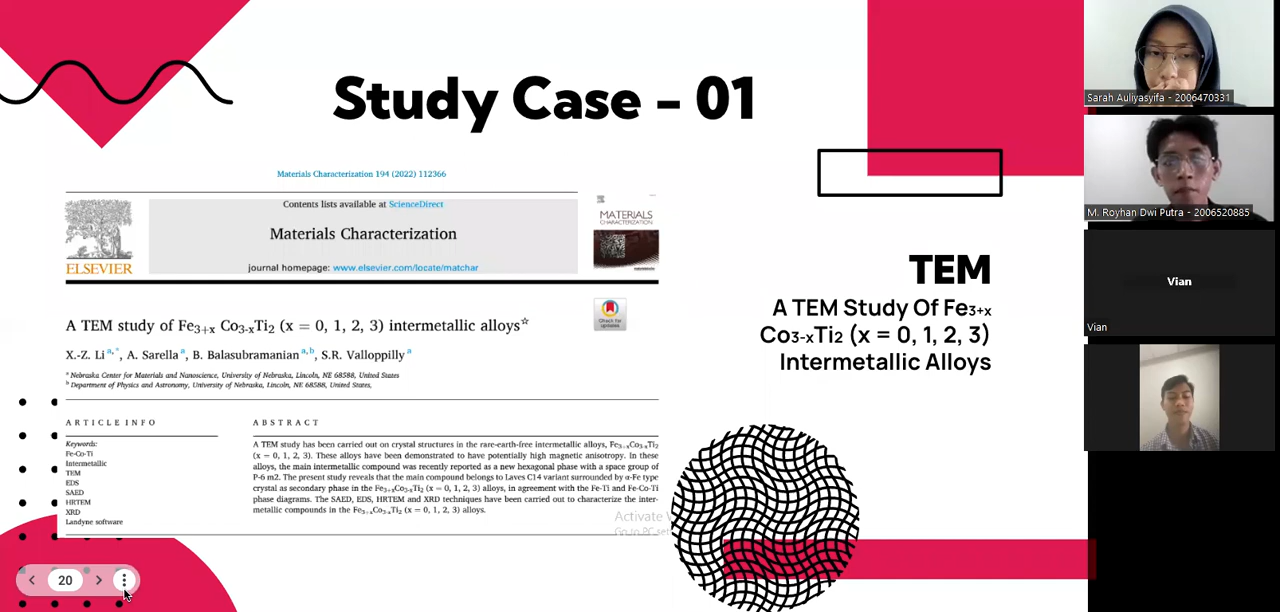 Study Case - 01
Materials Characterization 194 (2022) 112366
Contents lists available at ScienceDirect
Materials Characterization
journal homepage: www.elsevier.com/locate/matchar
ELSEVIER
MATERIALS
CHARACTERIZATION
Check for
updates
A TEM study of Fe₃₊ₓ Co₃₋ₓTi₂ (x = 0, 1, 2, 3) intermetallic alloys☆
X.-Z. Li ᵃ,*, A. Sarella ᵃ, B. Balasubramanian ᵃ,ᵇ, S.R. Valloppilly ᵃ
ᵃ Nebraska Center for Materials and Nanoscience, University of Nebraska, Lincoln, NE 68588, United States
ᵇ Department of Physics and Astronomy, University of Nebraska, Lincoln, NE 68588, United States,
ARTICLE INFO
Keywords:
Fe-Co-Ti
Intermetallic
TEM
EDS
SAED
HRTEM
XRD
Landyne software
ABSTRACT
A TEM study has been carried out on crystal structures in the rare-earth-free intermetallic alloys, Fe₃₊ₓCo₃₋ₓTi₂
(x = 0, 1, 2, 3). These alloys have been demonstrated to have potentially high magnetic anisotropy. In these
alloys, the main intermetallic compound was recently reported as a new hexagonal phase with a space group of
P-6 m2. The present study reveals that the main compound belongs to Laves C14 variant surrounded by α-Fe type
crystal as secondary phase in the Fe₃₊ₓCo₃₋ₓTi₂ (x = 0, 1, 2, 3) alloys, in agreement with the Fe-Ti and Fe-Co-Ti
phase diagrams. The SAED, EDS, HRTEM and XRD techniques have been carried out to characterize the inter-
metallic compounds in the Fe₃₊ₓCo₃₋ₓTi₂ (x = 0, 1, 2, 3) alloys.
TEM
A TEM Study Of Fe₃₊ₓ
Co₃₋ₓTi₂ (x = 0, 1, 2, 3)
Intermetallic Alloys
Activate
Go to PC set
20
Sarah Auliyasyifa - 2006470331
M. Royhan Dwi Putra - 2006520885
Vian
Vian